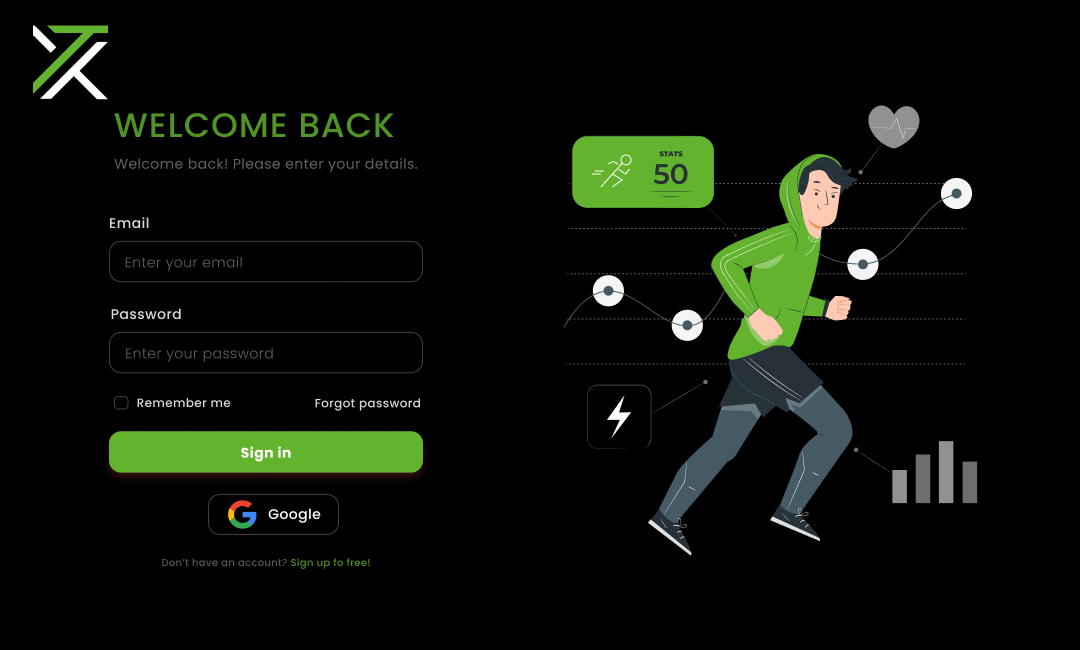 WELCOME BACK
Welcome back! Please enter your details.
Email
Enter your email
Password
Enter your password
Remember me
Forgot password
Sign in
Google
Don't have an account? Sign up fo free!
STATS
50